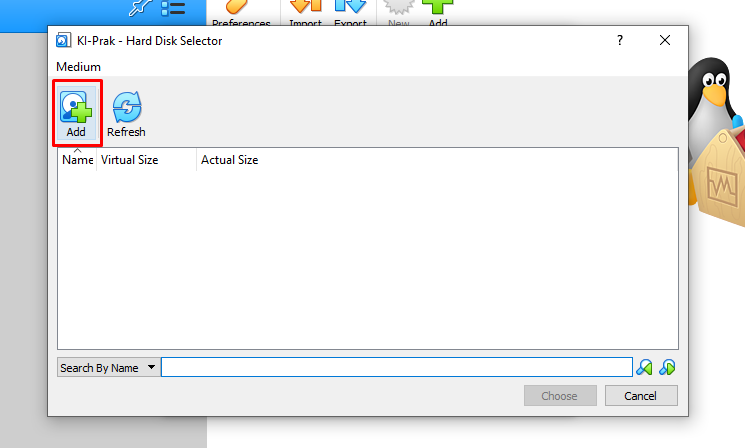 Preferences Import Export New Add
KI-Prak - Hard Disk Selector
?
Medium
Add Refresh
Name Virtual Size Actual Size
Search By Name
Choose Cancel